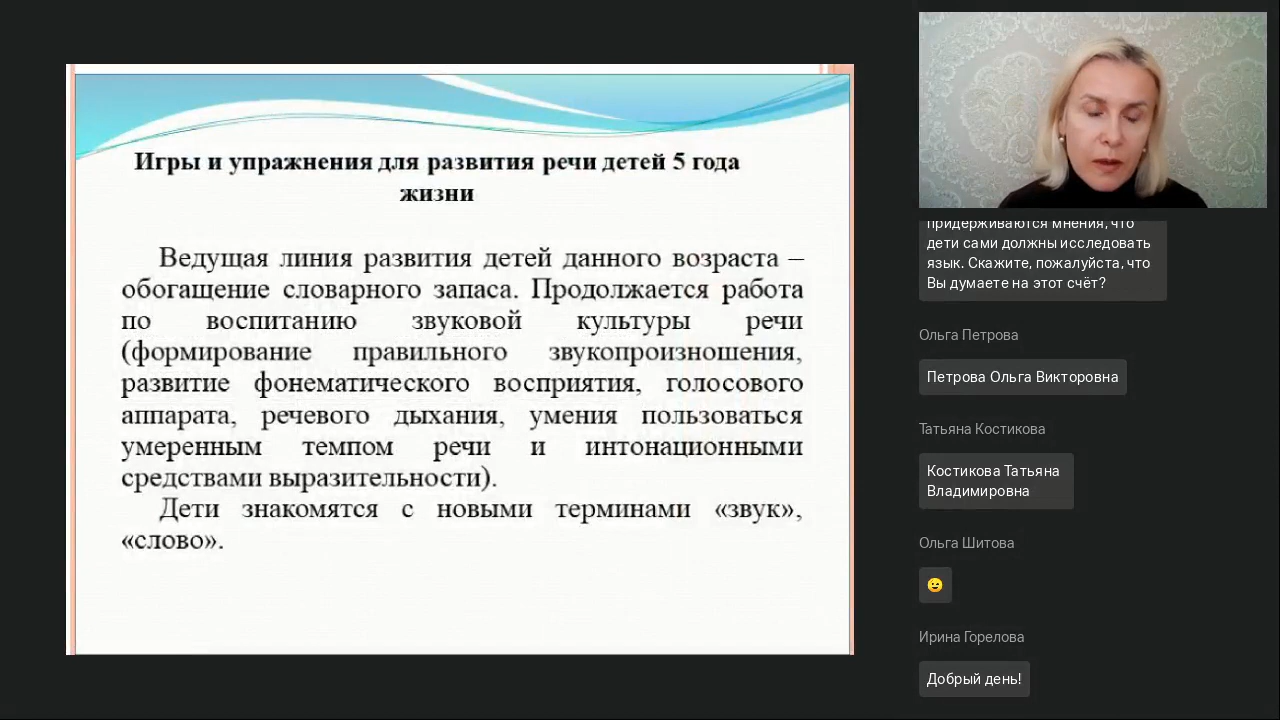 Игры и упражнения для развития речи детей 5 года
жизни
Ведущая линия развития детей данного возраста –
обогащение словарного запаса. Продолжается работа
по воспитанию звуковой культуры речи
(формирование правильного звукопроизношения,
развитие фонематического восприятия, голосового
аппарата, речевого дыхания, умения пользоваться
умеренным темпом речи и интонационными
средствами выразительности).
Дети знакомятся с новыми терминами «звук»,
«слово».
придерживаются мнения, что
дети сами должны исследовать
язык. Скажите, пожалуйста, что
Вы думаете на этот счёт?
Ольга Петрова
Петрова Ольга Викторовна
Татьяна Костикова
Костикова Татьяна
Владимировна
Ольга Шитова
😉
Ирина Горелова
Добрый день!